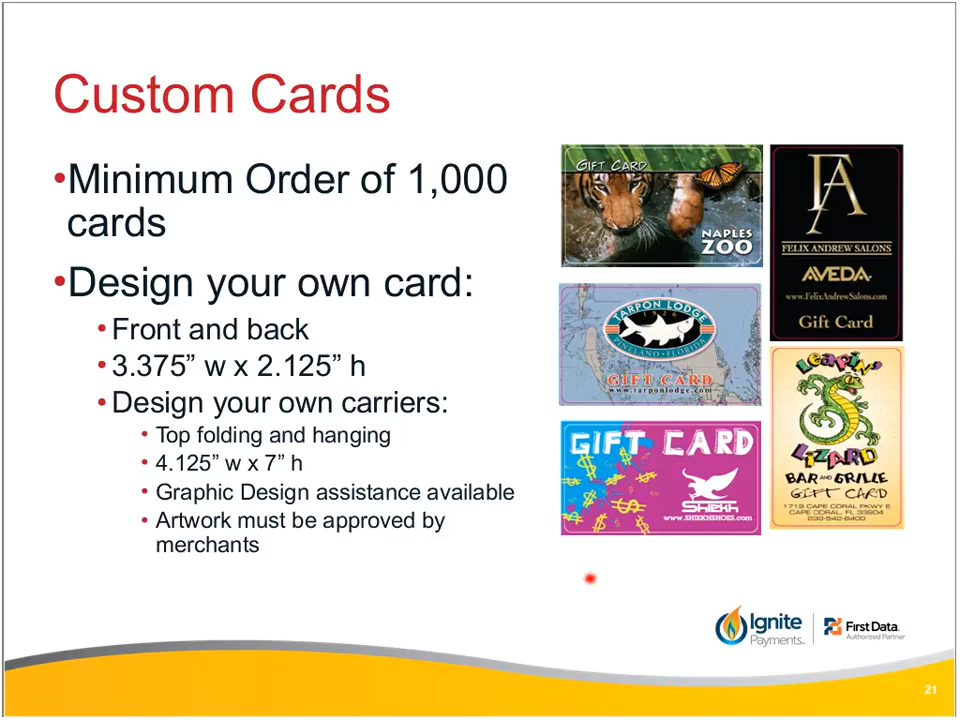 Custom Cards
•Minimum Order of 1,000
cards
•Design your own card:
• Front and back
• 3.375” w x 2.125” h
• Design your own carriers:
• Top folding and hanging
• 4.125” w x 7” h
• Graphic Design assistance available
• Artwork must be approved by
merchants
GIFT CARD
NAPLES
ZOO
FA
FELIX ANDREW SALONS
AVEDA
www.FelixAndrewSalons.com
Gift Card
TARPON LODGE
1926
PINELAND • FLORIDA
GIFT CARD
www.tarponlodge.com
GIFT CARD
SHIEKH
www.SHIEKHSHOES.com
LEAPIN'
LIZARD
BAR AND GRILLE
GIFT CARD
1719 CAPE CORAL PKWY E
CAPE CORAL, FL 33904
239-542-6400
Ignite
Payments.
First Data.
Authorized Partner
21